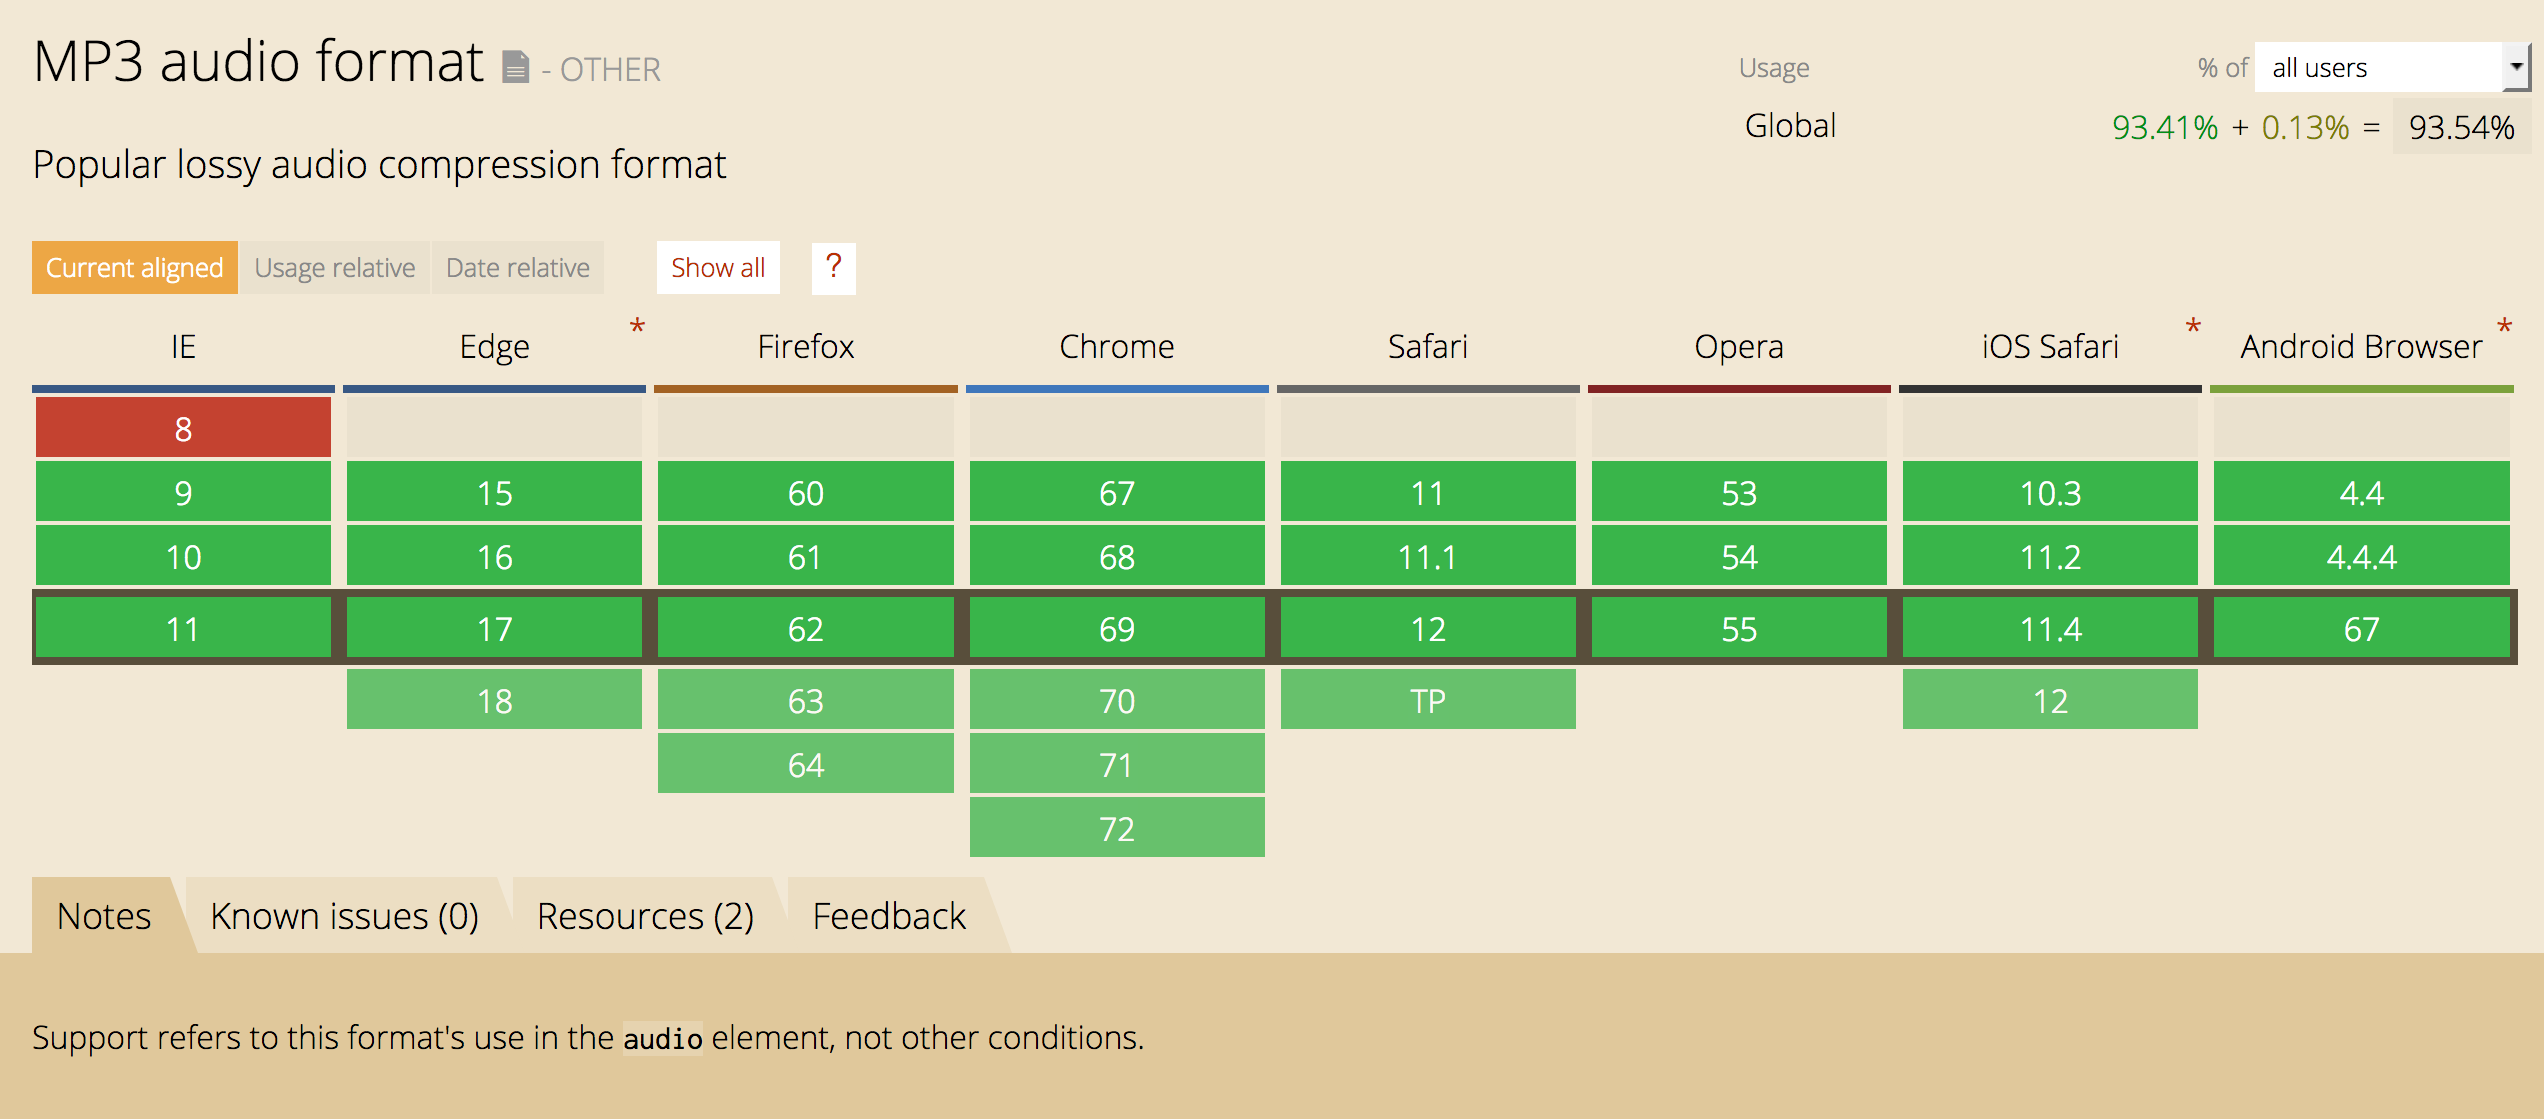 MP3 audio format - OTHER
Usage % of all users
Global 93.41% + 0.13% = 93.54%
Popular lossy audio compression format
Current aligned Usage relative Date relative Show all ?
IE Edge * Firefox Chrome Safari Opera iOS Safari * Android Browser *
8
9 15 60 67 11 53 10.3 4.4
10 16 61 68 11.1 54 11.2 4.4.4
11 17 62 69 12 55 11.4 67
18 63 70 TP 12
64 71
72
Notes Known issues (0) Resources (2) Feedback
Support refers to this format's use in the audio element, not other conditions.